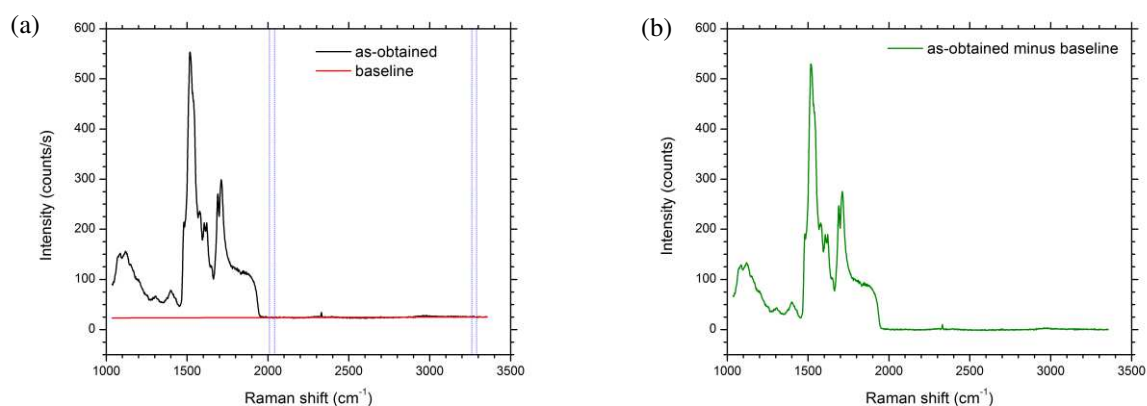 (a)
600
500
400
300
200
100
0
Intensity (counts/s)
as-obtained
baseline
1000 1500 2000 2500 3000 3500
Raman shift (cm⁻¹)
(b)
600
500
400
300
200
100
0
Intensity (counts/s)
as-obtained minus baseline
1000 1500 2000 2500 3000 3500
Raman shift (cm⁻¹)